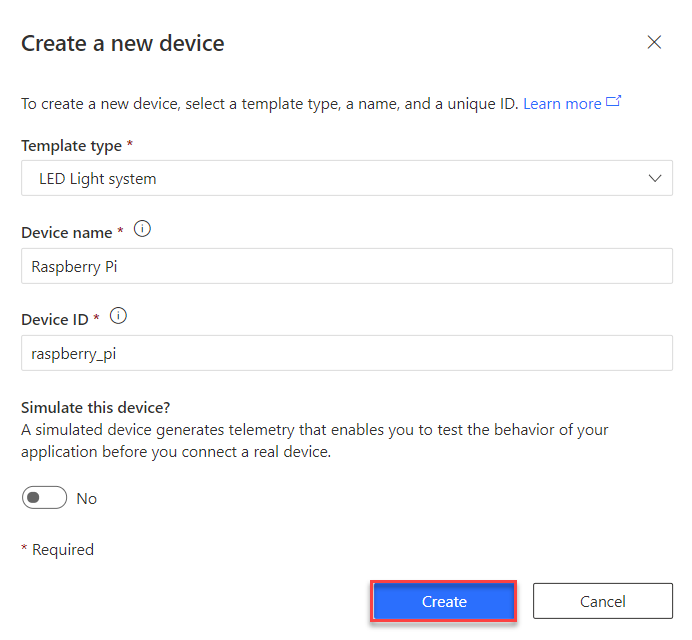 Create a new device
To create a new device, select a template type, a name, and a unique ID. Learn more
Template type *
LED Light system
Device name *
Raspberry Pi
Device ID *
raspberry_pi
Simulate this device?
A simulated device generates telemetry that enables you to test the behavior of your
application before you connect a real device.
No
* Required
Create
Cancel